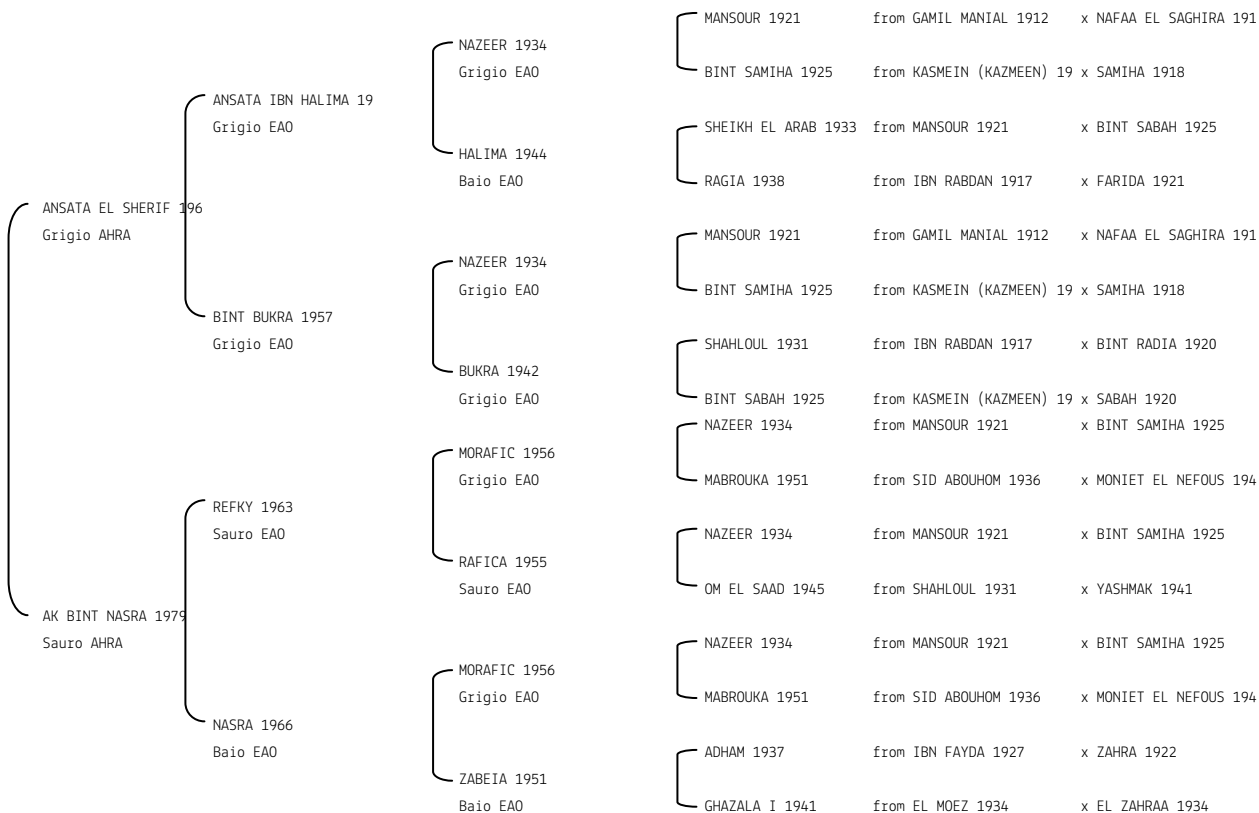 MANSOUR 1921 from GAMIL MANIAL 1912 x NAFAA EL SAGHIRA 191
NAZEER 1934
Grigio EAO BINT SAMIHA 1925 from KASMEIN (KAZMEEN) 19 x SAMIHA 1918
ANSATA IBN HALIMA 19
Grigio EAO SHEIKH EL ARAB 1933 from MANSOUR 1921 x BINT SABAH 1925
HALIMA 1944
Baio EAO RAGIA 1938 from IBN RABDAN 1917 x FARIDA 1921
ANSATA EL SHERIF 196
Grigio AHRA MANSOUR 1921 from GAMIL MANIAL 1912 x NAFAA EL SAGHIRA 191
NAZEER 1934
Grigio EAO BINT SAMIHA 1925 from KASMEIN (KAZMEEN) 19 x SAMIHA 1918
BINT BUKRA 1957
Grigio EAO SHAHLOUL 1931 from IBN RABDAN 1917 x BINT RADIA 1920
BUKRA 1942
Grigio EAO BINT SABAH 1925 from KASMEIN (KAZMEEN) 19 x SABAH 1920
NAZEER 1934 from MANSOUR 1921 x BINT SAMIHA 1925
MORAFIC 1956
Grigio EAO MABROUKA 1951 from SID ABOUHOM 1936 x MONIET EL NEFOUS 194
REFKY 1963
Sauro EAO NAZEER 1934 from MANSOUR 1921 x BINT SAMIHA 1925
RAFICA 1955
Sauro EAO OM EL SAAD 1945 from SHAHLOUL 1931 x YASHMAK 1941
AK BINT NASRA 1979
Sauro AHRA NAZEER 1934 from MANSOUR 1921 x BINT SAMIHA 1925
MORAFIC 1956
Grigio EAO MABROUKA 1951 from SID ABOUHOM 1936 x MONIET EL NEFOUS 194
NASRA 1966
Baio EAO ADHAM 1937 from IBN FAYDA 1927 x ZAHRA 1922
ZABEIA 1951
Baio EAO GHAZALA I 1941 from EL MOEZ 1934 x EL ZAHRAA 1934